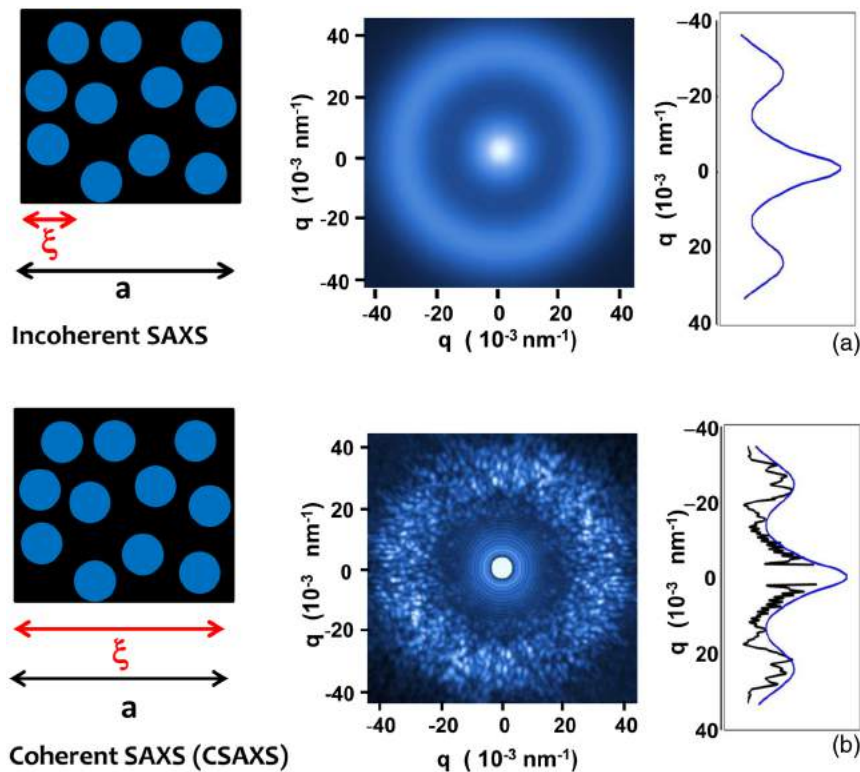 ξ
a
Incoherent SAXS
40
20
0
-20
-40
q (10⁻³ nm⁻¹)
-40 -20 0 20 40
q ( 10⁻³ nm⁻¹)
-40
-20
0
20
40
q (10⁻³ nm⁻¹)
(a)
ξ
a
Coherent SAXS (CSAXS)
40
20
0
-20
-40
q (10⁻³ nm⁻¹)
-40 -20 0 20 40
q ( 10⁻³ nm⁻¹)
-40
-20
0
20
40
q (10⁻³ nm⁻¹)
(b)